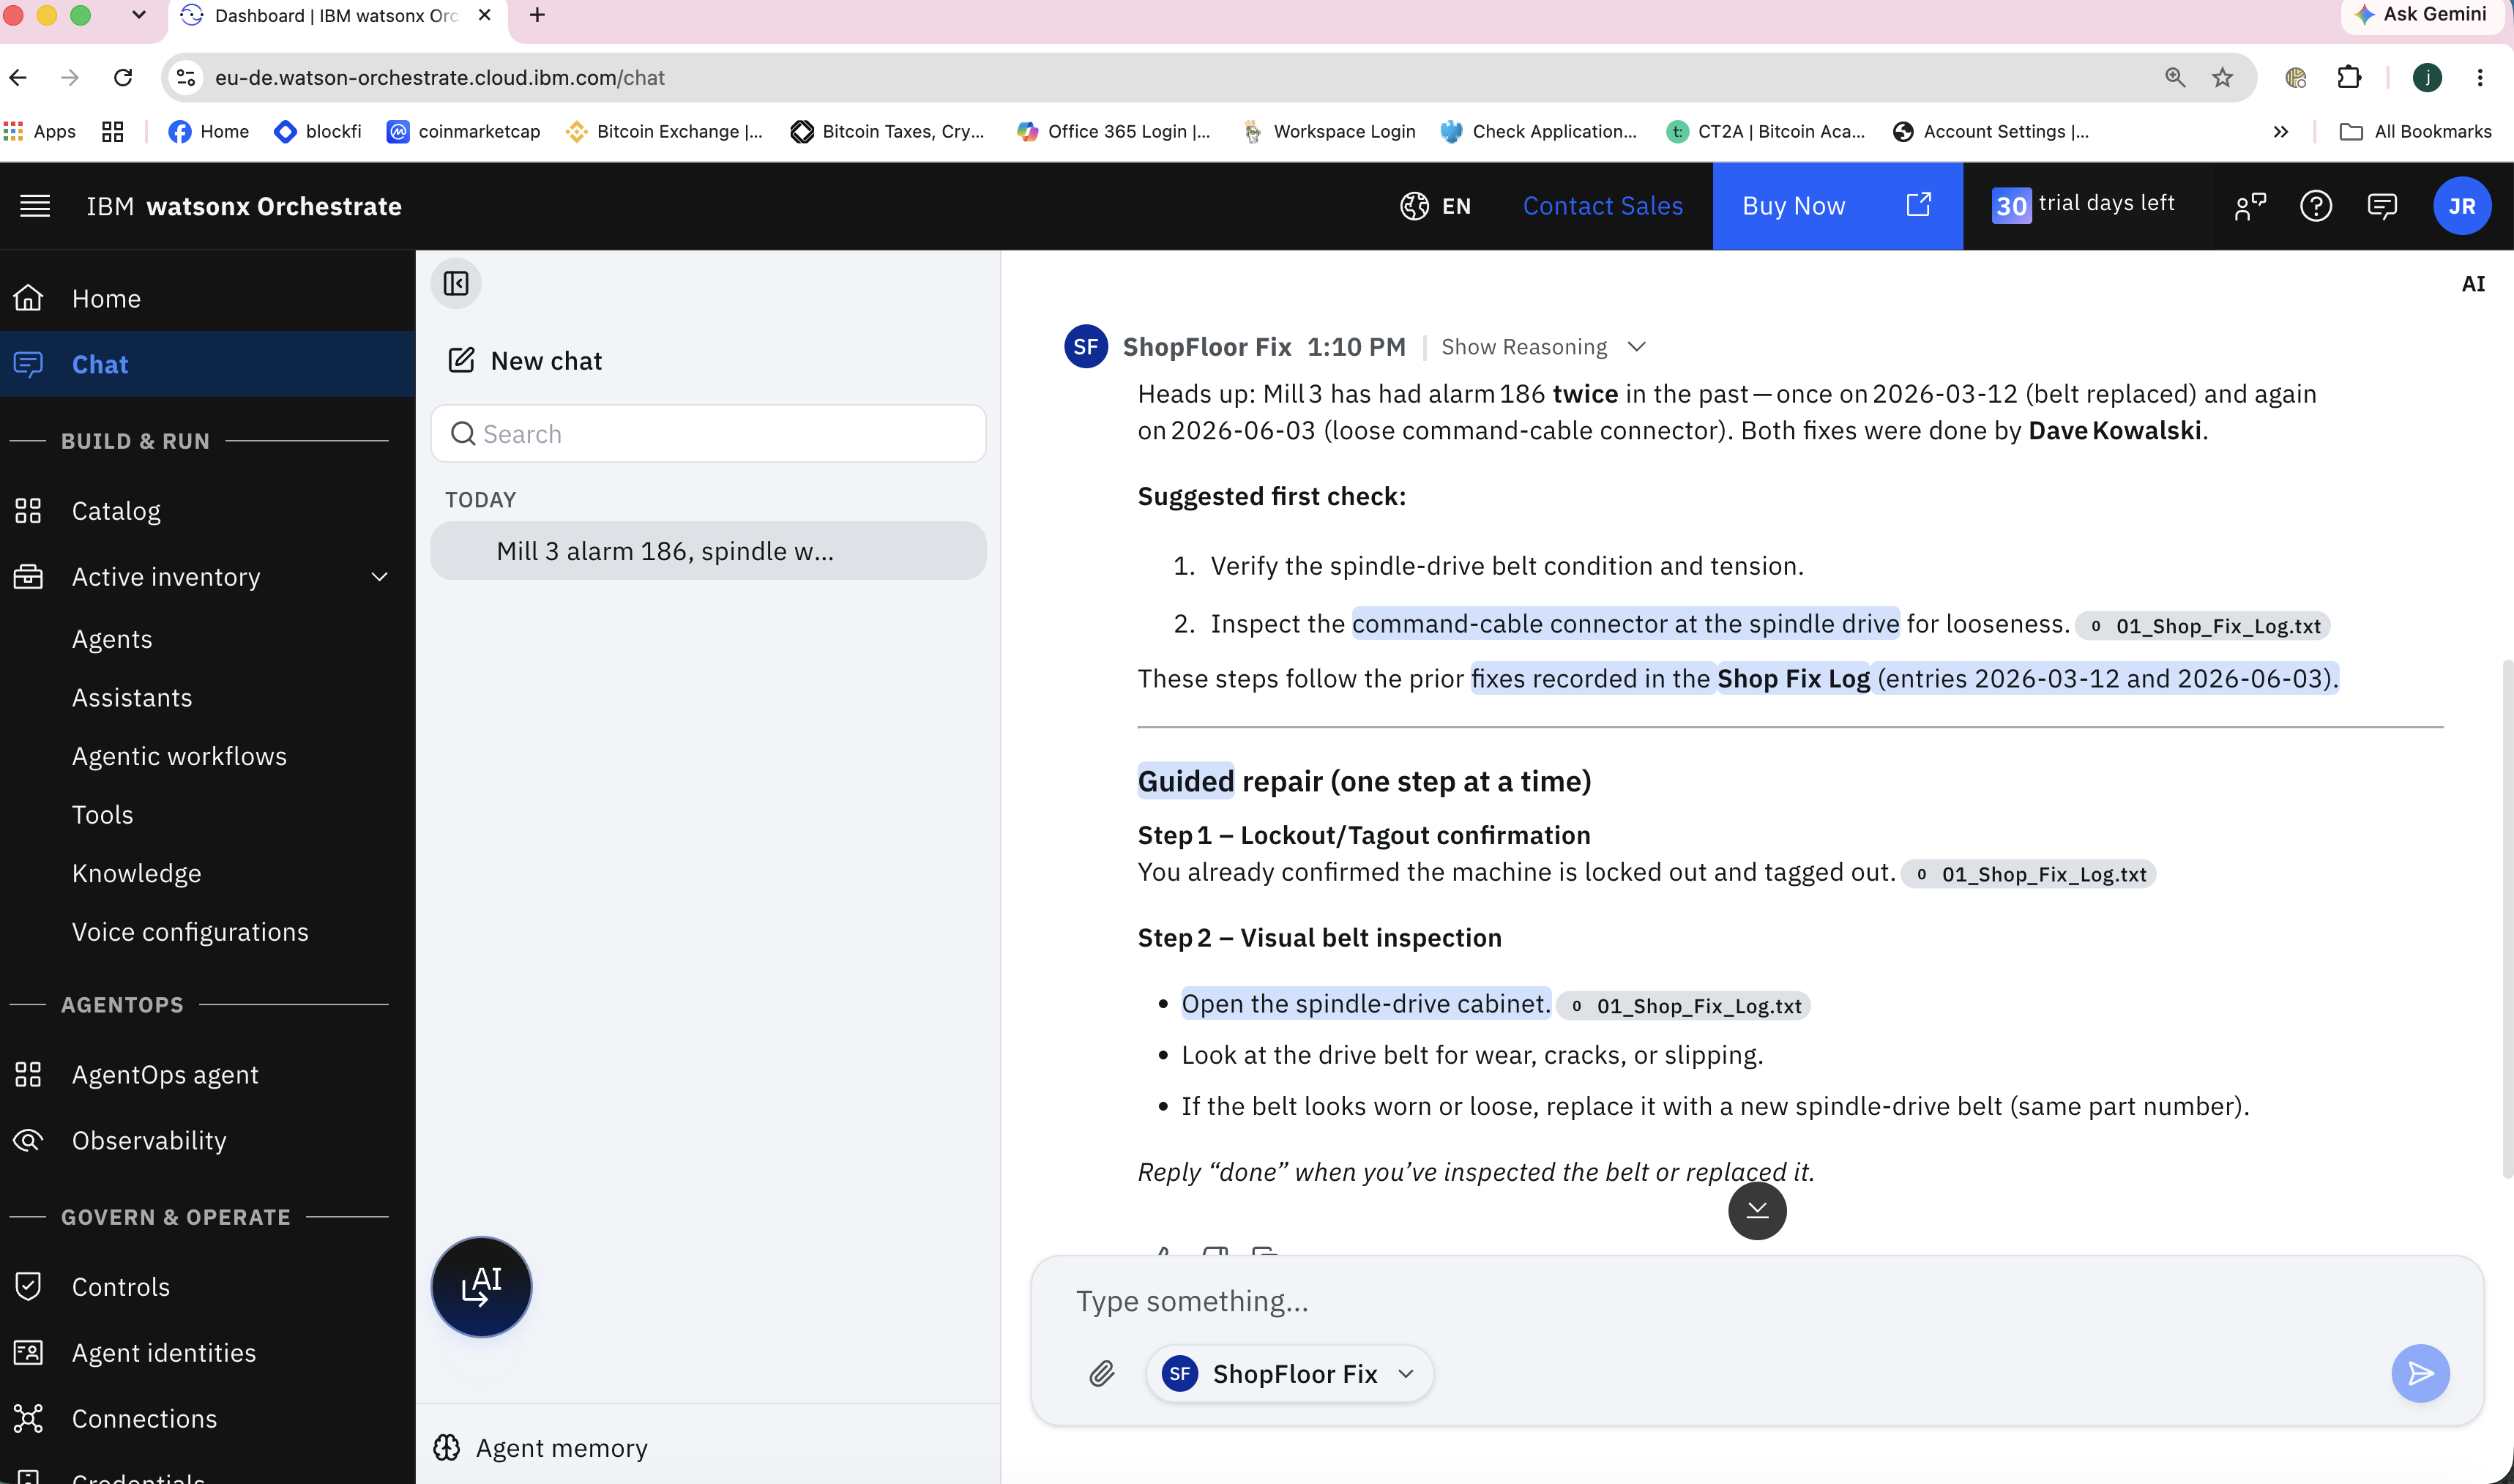 Dashboard | IBM watsonx Orc
Ask Gemini
eu-de.watson-orchestrate.cloud.ibm.com/chat
j
Apps
Home
blockfi
coinmarketcap
Bitcoin Exchange |...
Bitcoin Taxes, Cry...
Office 365 Login |...
Workspace Login
Check Application...
t:
CT2A | Bitcoin Aca...
Account Settings |...
All Bookmarks
IBM watsonx Orchestrate
EN
Contact Sales
Buy Now
30 trial days left
JR
Home
Chat
BUILD & RUN
Catalog
Active inventory
Agents
Assistants
Agentic workflows
Tools
Knowledge
Voice configurations
AGENTOPS
AgentOps agent
Observability
GOVERN & OPERATE
Controls
Agent identities
Connections
Credentials
New chat
Search
TODAY
Mill 3 alarm 186, spindle w...
AI
Agent memory
AI
SF ShopFloor Fix 1:10 PM | Show Reasoning
Heads up: Mill 3 has had alarm 186 twice in the past—once on 2026-03-12 (belt replaced) and again
on 2026-06-03 (loose command-cable connector). Both fixes were done by Dave Kowalski.
Suggested first check:
1. Verify the spindle-drive belt condition and tension.
2. Inspect the command-cable connector at the spindle drive for looseness. 0 01_Shop_Fix_Log.txt
These steps follow the prior fixes recorded in the Shop Fix Log (entries 2026-03-12 and 2026-06-03).
Guided repair (one step at a time)
Step 1 – Lockout/Tagout confirmation
You already confirmed the machine is locked out and tagged out. 0 01_Shop_Fix_Log.txt
Step 2 – Visual belt inspection
• Open the spindle-drive cabinet. 0 01_Shop_Fix_Log.txt
• Look at the drive belt for wear, cracks, or slipping.
• If the belt looks worn or loose, replace it with a new spindle-drive belt (same part number).
Reply “done” when you’ve inspected the belt or replaced it.
Type something...
SF ShopFloor Fix